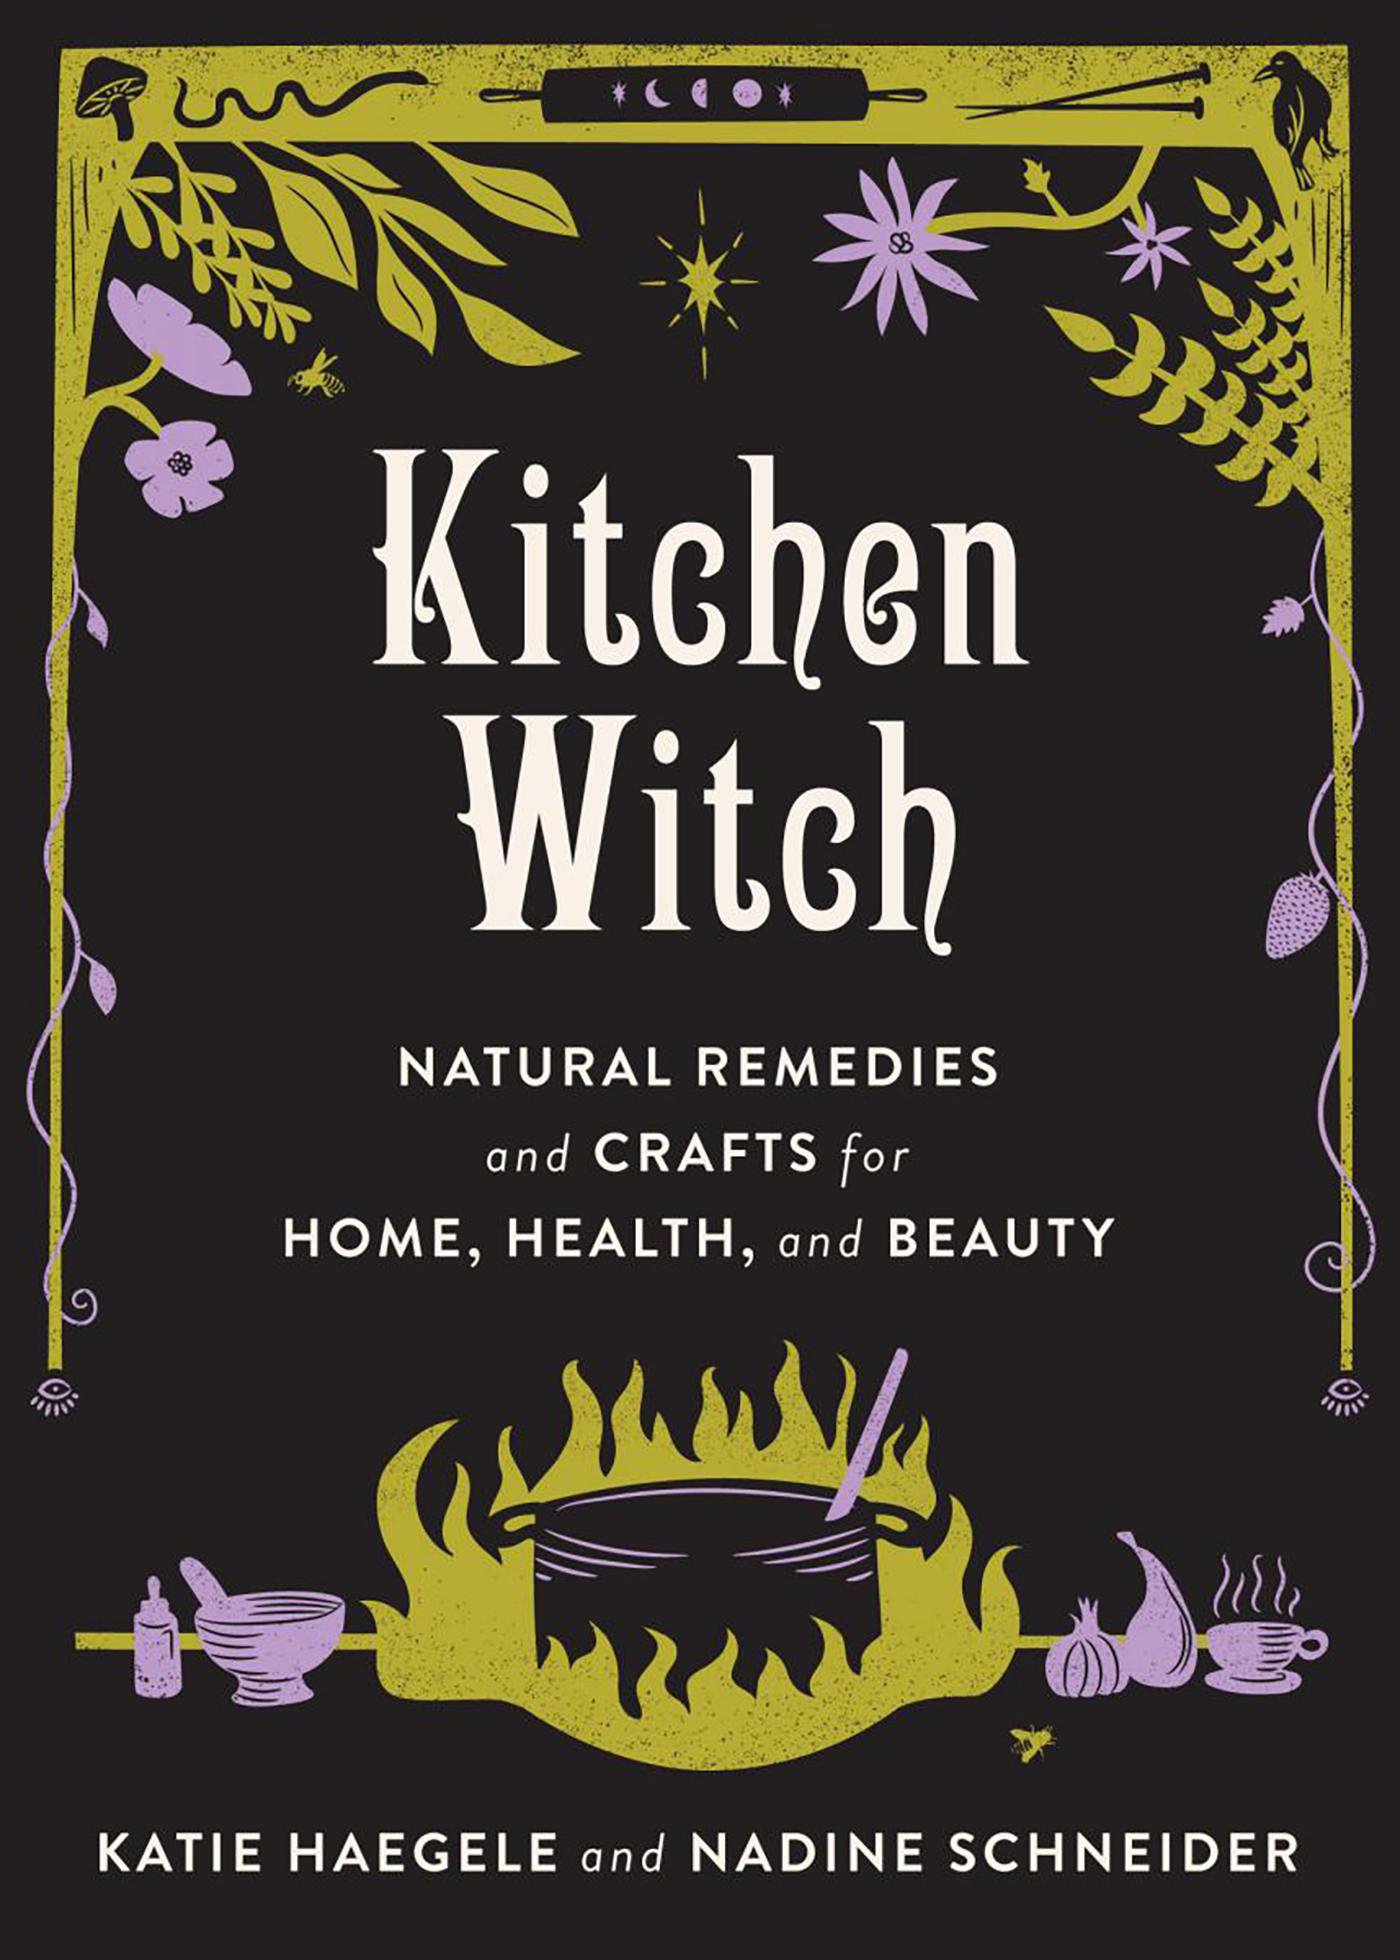 Kitchen
Witch
NATURAL REMEDIES
and CRAFTS for
HOME, HEALTH, and BEAUTY
KATIE HAEGELE and NADINE SCHNEIDER